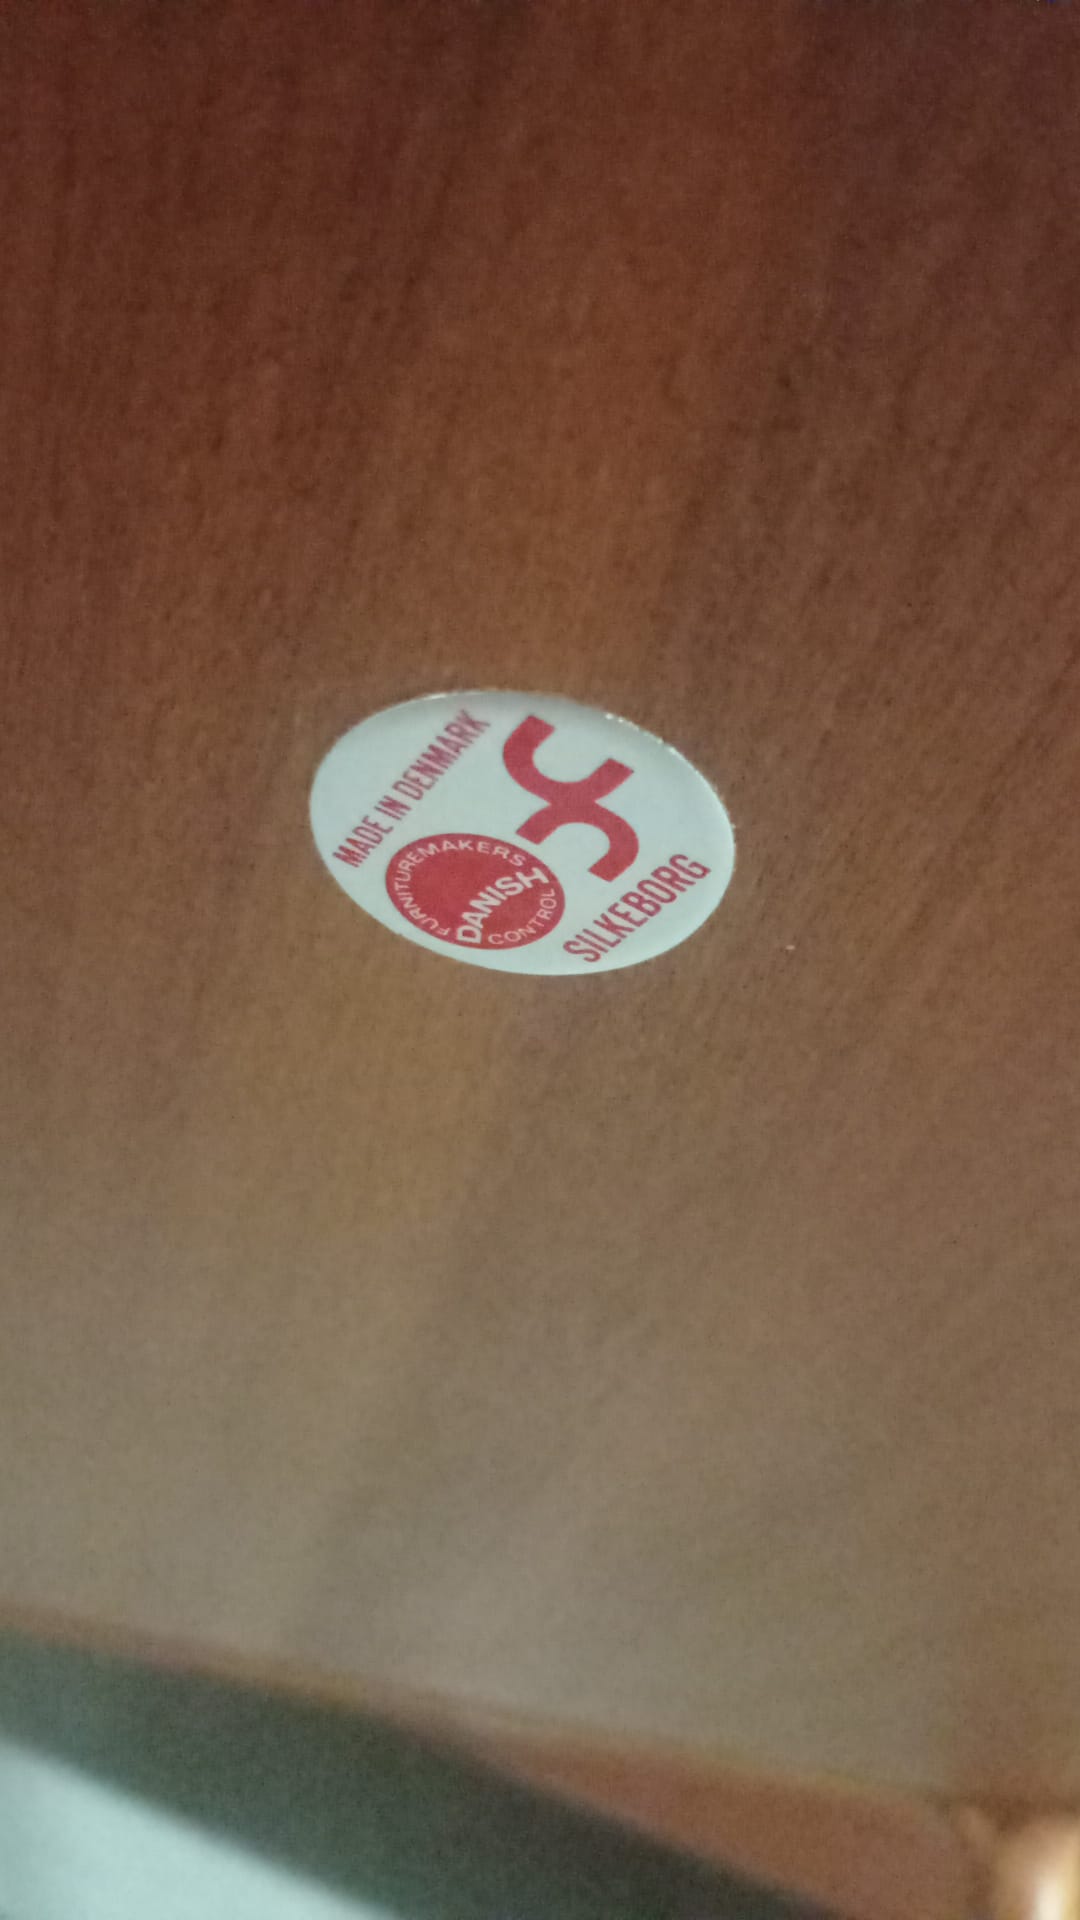 MADE IN DENMARK
FURNITUREMAKERS
DANISH
CONTROL
SILKEBORG